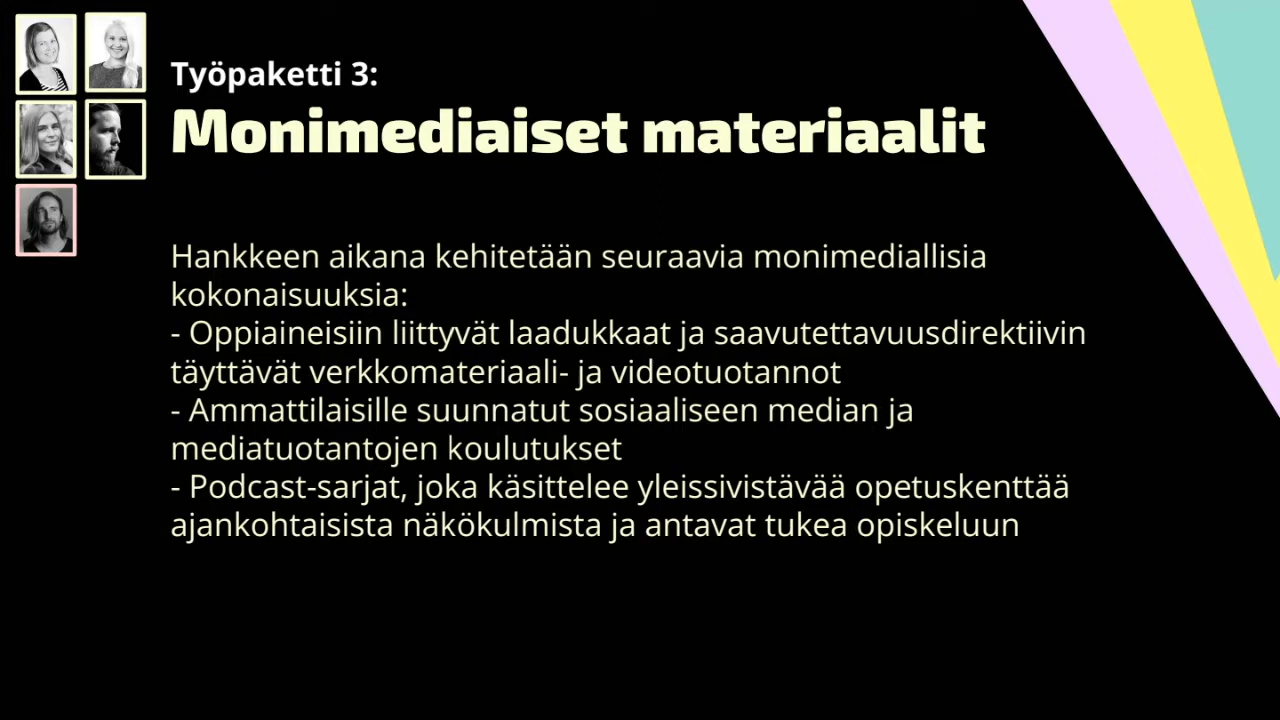 Työpaketti 3:
Monimediaiset materiaalit
Hankkeen aikana kehitetään seuraavia monimediallisia
kokonaisuuksia:
- Oppiaineisiin liittyvät laadukkaat ja saavutettavuusdirektiivin
täyttävät verkkomateriaali- ja videotuotannot
- Ammattilaisille suunnatut sosiaaliseen median ja
mediatuotantojen koulutukset
- Podcast-sarjat, joka käsittelee yleissivistävää opetuskenttää
ajankohtaisista näkökulmista ja antavat tukea opiskeluun